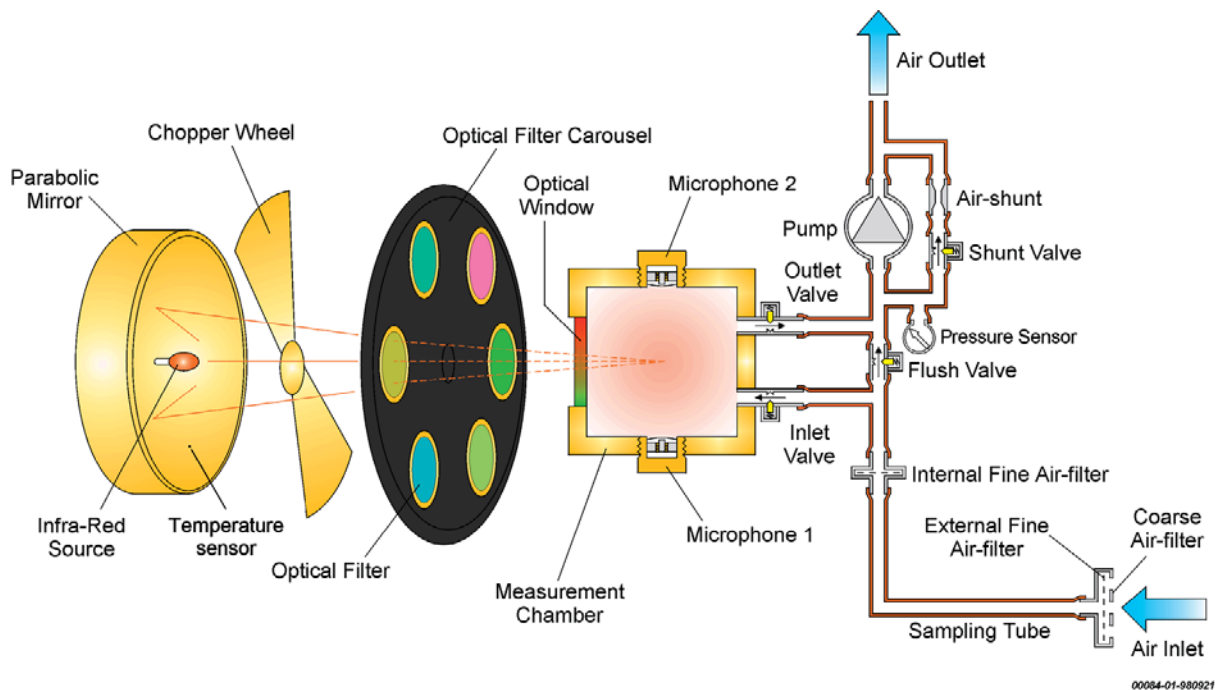 Air Outlet
Chopper Wheel
Optical Filter Carousel
Parabolic
Mirror
Optical
Window
Microphone 2
Air-shunt
Pump
Shunt Valve
Outlet
Valve
Pressure Sensor
Flush Valve
Inlet
Valve
Internal Fine Air-filter
Infra-Red
Source
Temperature
sensor
Optical Filter
Microphone 1
Measurement
Chamber
External Fine
Air-filter
Coarse
Air-filter
Sampling Tube
Air Inlet
00084-01-980921